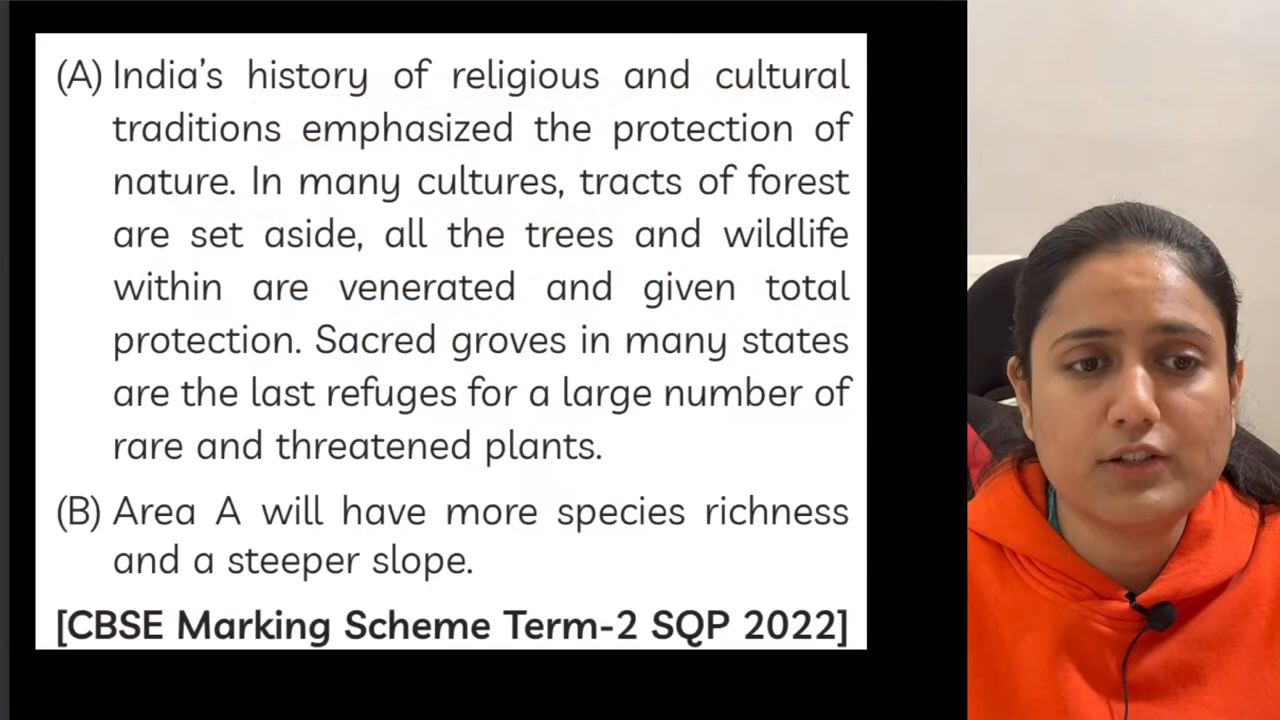 (A) India's history of religious and cultural
traditions emphasized the protection of
nature. In many cultures, tracts of forest
are set aside, all the trees and wildlife
within are venerated and given total
protection. Sacred groves in many states
are the last refuges for a large number of
rare and threatened plants.
(B) Area A will have more species richness
and a steeper slope.
[CBSE Marking Scheme Term-2 SQP 2022]